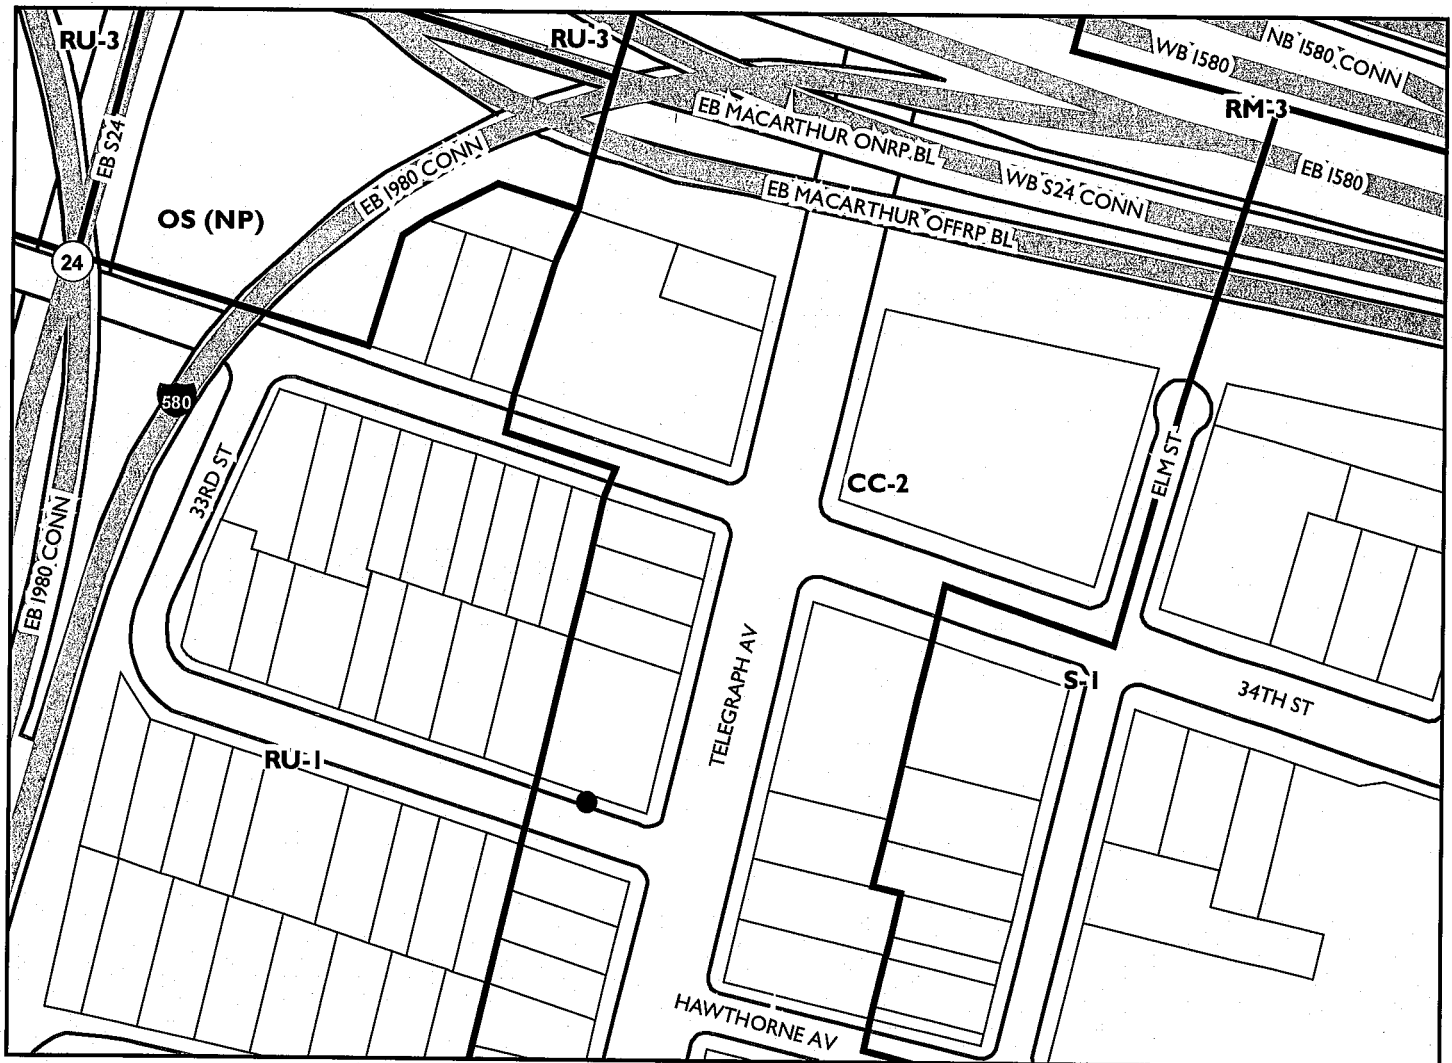 RU-3
RU-3
NB I580 CONN
WB I580
RM-3
EB MACARTHUR ONRP BL
EB S24
EB I980 CONN
EB I580
WB S24 CONN
EB MACARTHUR OFFRP BL
OS (NP)
24
580
33RD ST
CC-2
ELM ST
EB I980 CONN
TELEGRAPH AV
S-1
34TH ST
RU-1
HAWTHORNE AV